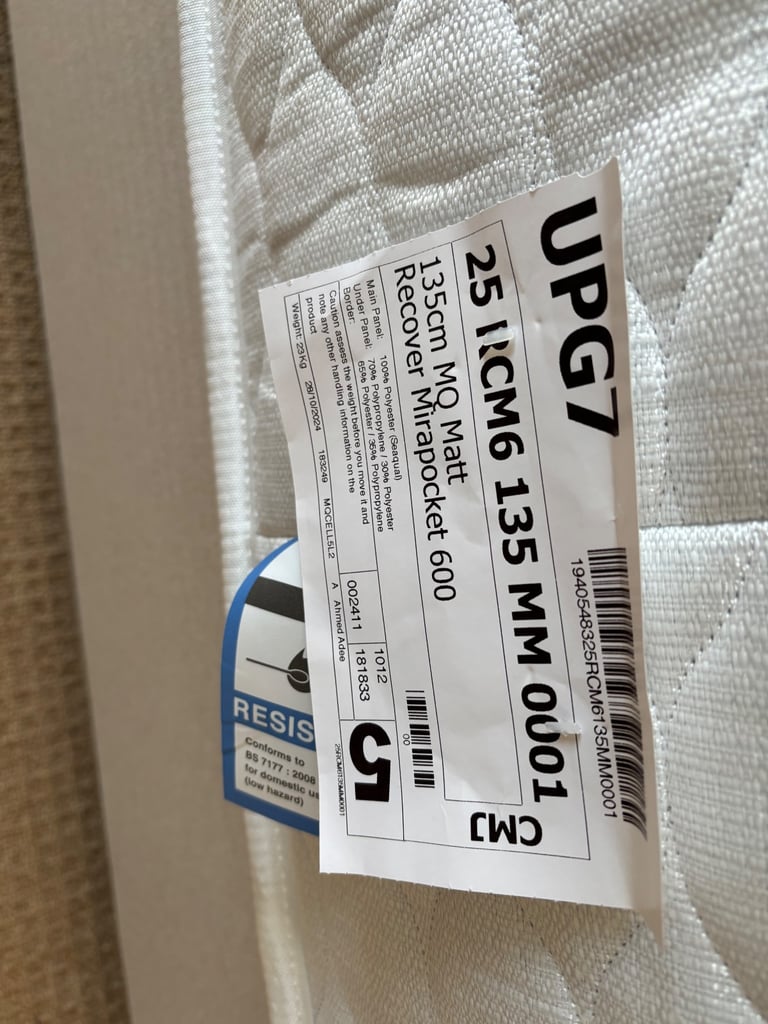 UPG7
1940548325RCM6135MM0001
25 RCM6 135 MM 0001
CMJ
135cm MQ Matt
Recover Mirapocket 600
00
Main Panel: 100% Polyester (Seaqual)
Under Panel: 70% Polypropylene / 30% Polyester
Border: 65% Polyester / 35% Polypropylene
Caution assess the weight before you move it and
note any other handling information on the
product
Weight: 23Kg 28/10/2024 183249 MQCELL5L2
002411
1012
181833
A Ahmed Adee
5
25RCM6135MM0001
RESIS
Conforms to
BS 7177 : 2008
for domestic us
(low hazard)